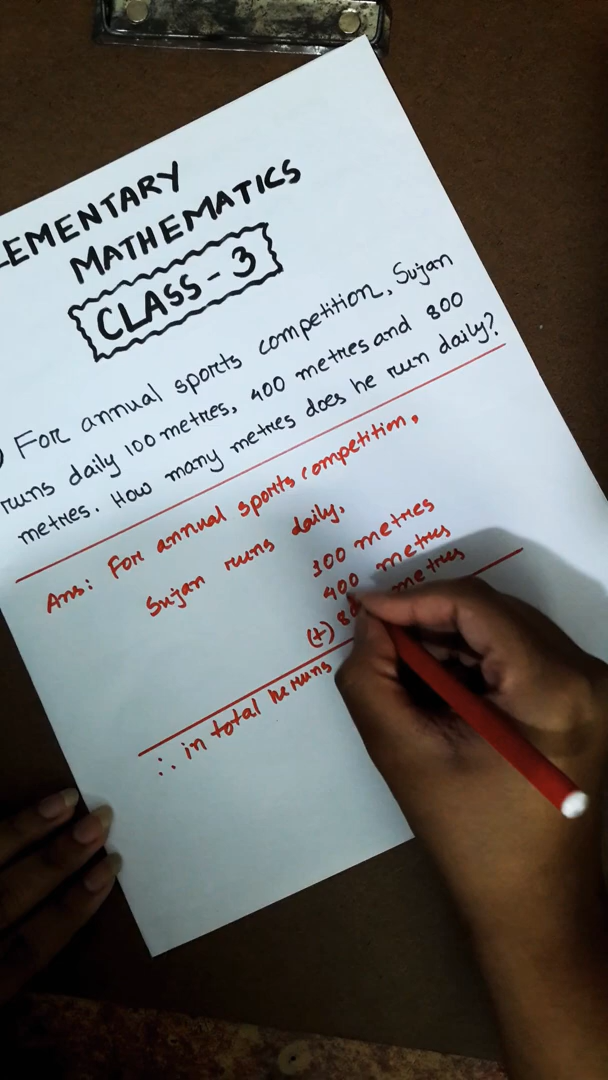 LEMENTARY
MATHEMATICS
CLASS - 3
) For annual sports competition, Sujan
runs daily 100 metres, 400 metres and 800
metres. How many metres does he run daily?
Ans: For annual sports competition,
Sujan runs daily,
100 metres
400 metres
(+) 80 metres
∴ in total he runs